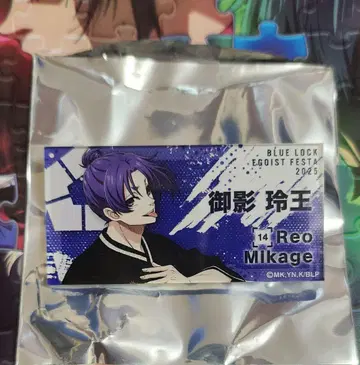 BLUE LOCK
EGOIST FESTA
2025
御影 玲王
14 Reo
Mikage
©MK,YN,K/BLP